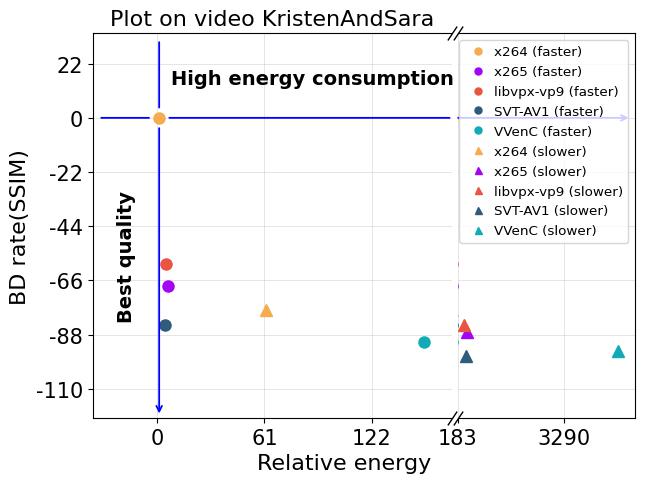 Plot on video KristenAndSara
22
0
-22
-44
-66
-88
-110
BD rate(SSIM)
High energy consumption
Best quality
x264 (faster)
x265 (faster)
libvpx-vp9 (faster)
SVT-AV1 (faster)
VVenC (faster)
x264 (slower)
x265 (slower)
libvpx-vp9 (slower)
SVT-AV1 (slower)
VVenC (slower)
0 61 122 183 3290
Relative energy